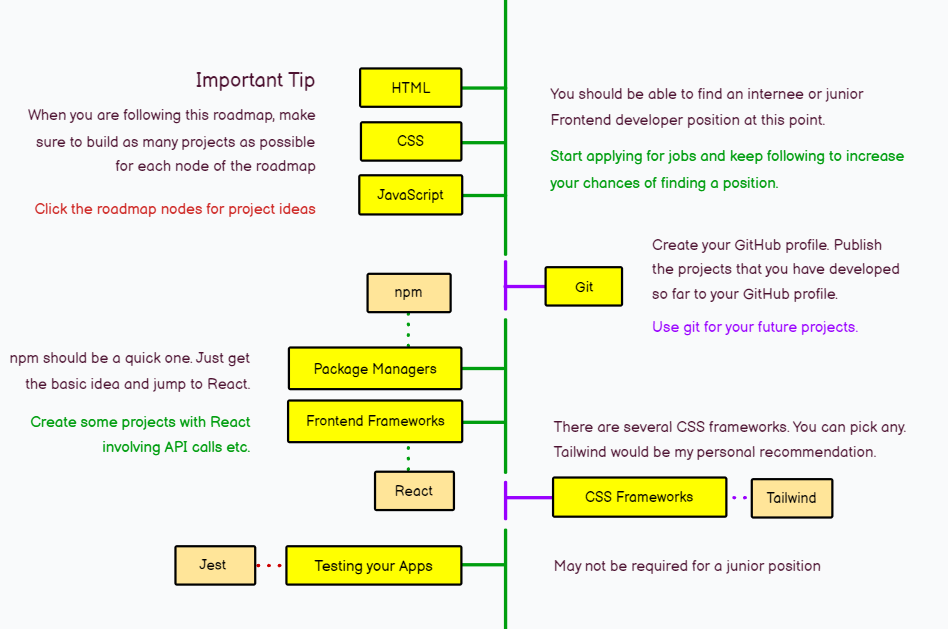 Important Tip
When you are following this roadmap, make
sure to build as many projects as possible
for each node of the roadmap
Click the roadmap nodes for project ideas
HTML
CSS
JavaScript
You should be able to find an internee or junior
Frontend developer position at this point.
Start applying for jobs and keep following to increase
your chances of finding a position.
Create your GitHub profile. Publish
the projects that you have developed
so far to your GitHub profile.
Use git for your future projects.
Git
npm
Package Managers
npm should be a quick one. Just get
the basic idea and jump to React.
Create some projects with React
involving API calls etc.
Frontend Frameworks
React
There are several CSS frameworks. You can pick any.
Tailwind would be my personal recommendation.
CSS Frameworks
Tailwind
Jest
Testing your Apps
May not be required for a junior position